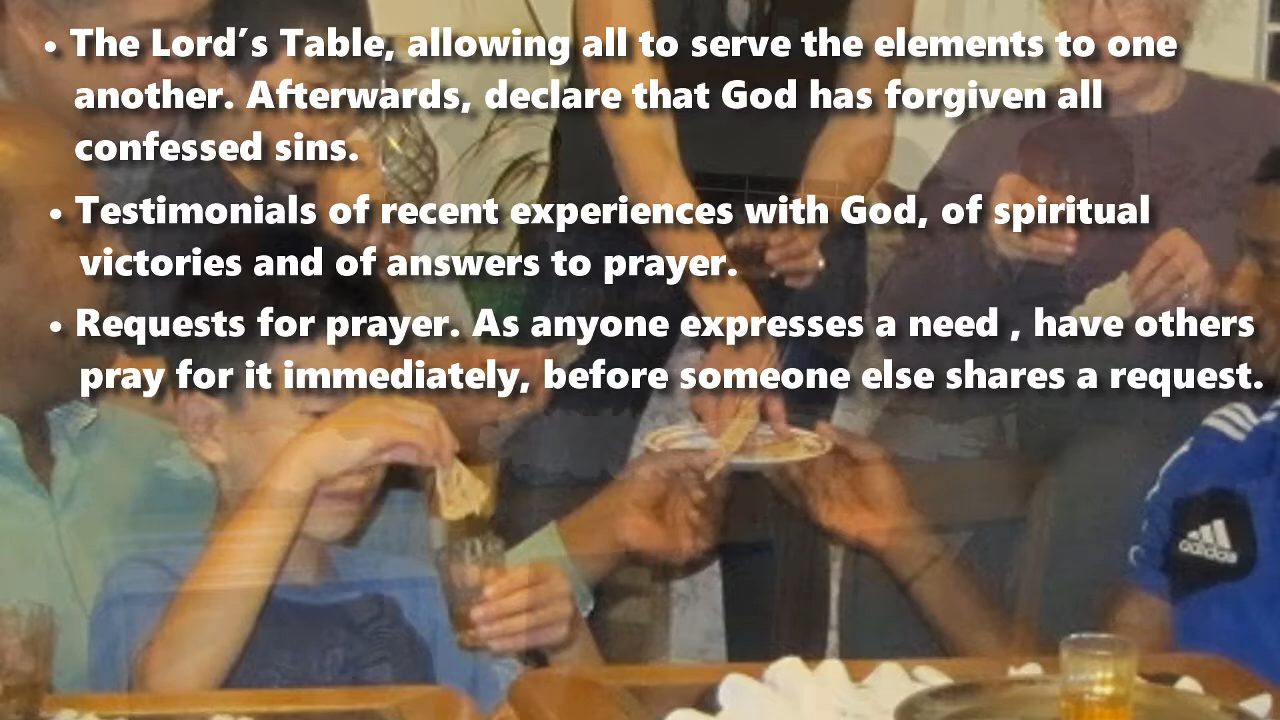 • The Lord’s Table, allowing all to serve the elements to one
another. Afterwards, declare that God has forgiven all
confessed sins.
• Testimonials of recent experiences with God, of spiritual
victories and of answers to prayer.
• Requests for prayer. As anyone expresses a need , have others
pray for it immediately, before someone else shares a request.
adidas